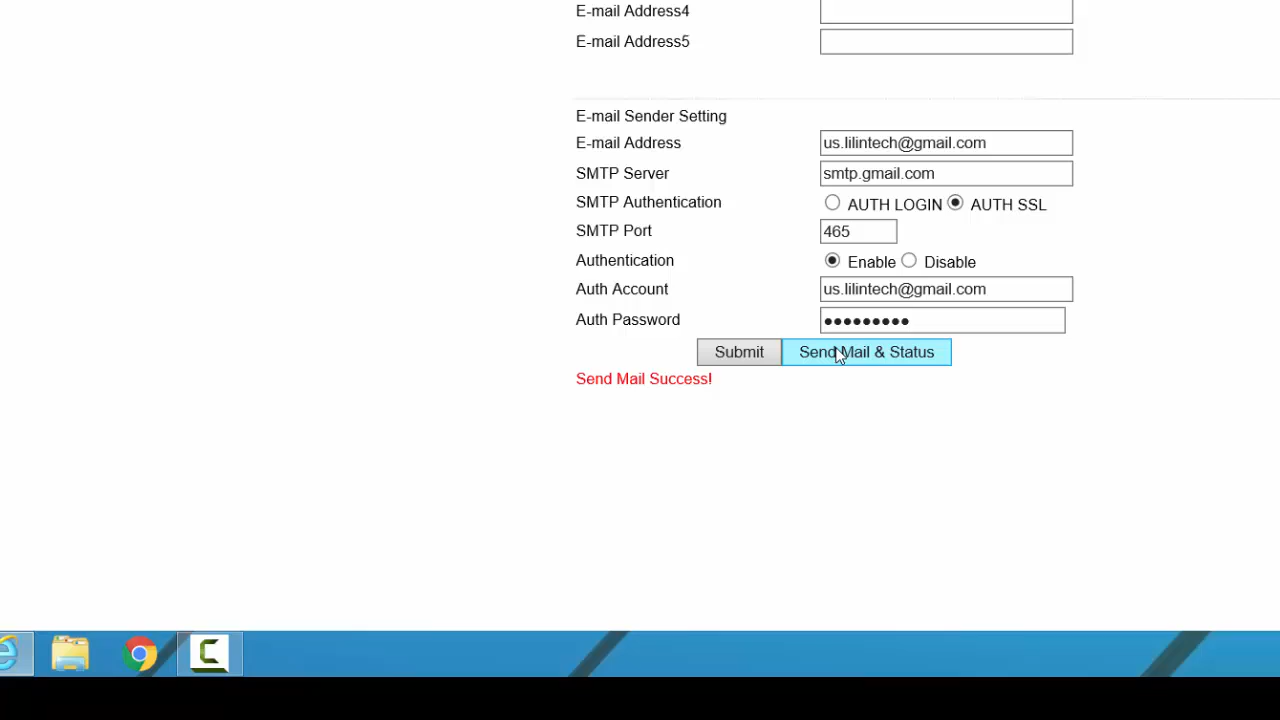 E-mail Address4
E-mail Address5
E-mail Sender Setting
E-mail Address us.lilintech@gmail.com
SMTP Server smtp.gmail.com
SMTP Authentication AUTH LOGIN AUTH SSL
SMTP Port 465
Authentication Enable Disable
Auth Account us.lilintech@gmail.com
Auth Password ●●●●●●●●●
Submit Send Mail & Status
Send Mail Success!